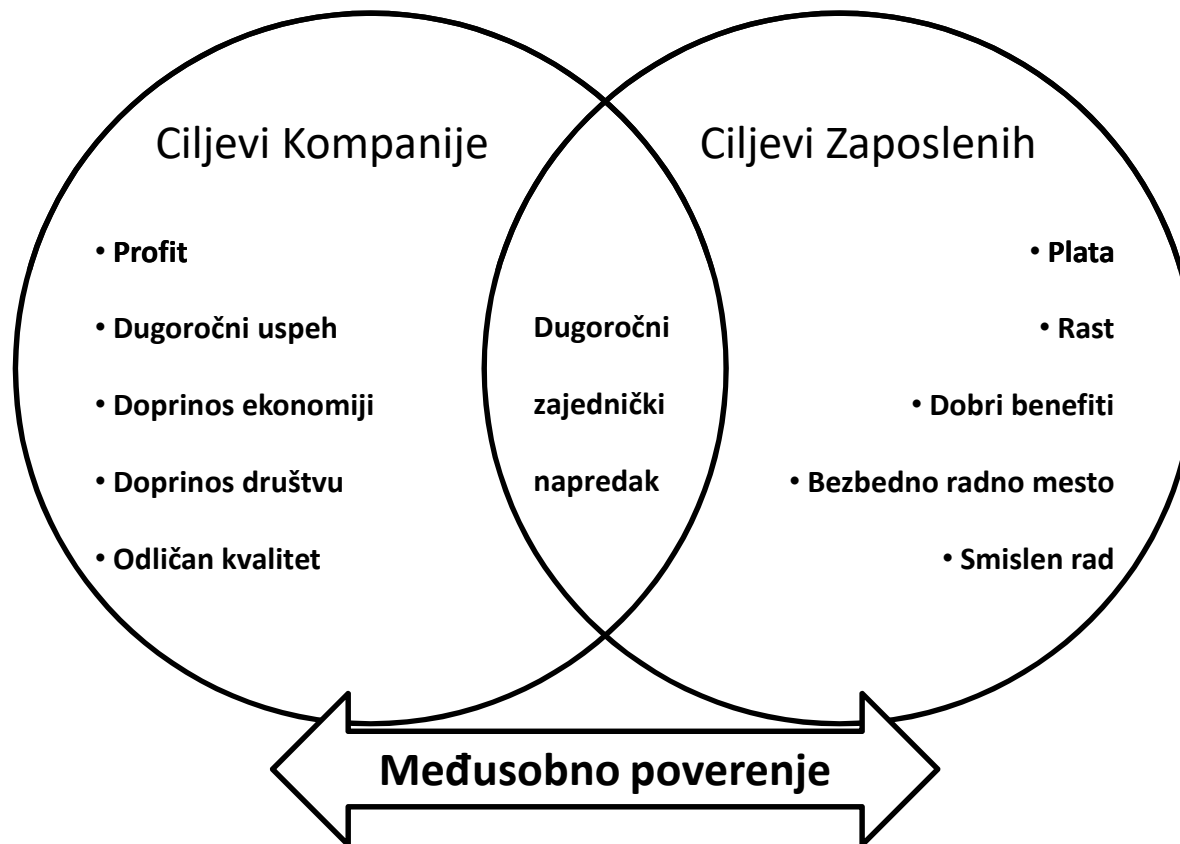 Ciljevi Kompanije
• Profit
• Dugoročni uspeh
• Doprinos ekonomiji
• Doprinos društvu
• Odličan kvalitet
Dugoročni
zajednički
napredak
Ciljevi Zaposlenih
• Plata
• Rast
• Dobri benefiti
• Bezbedno radno mesto
• Smislen rad
Međusobno poverenje